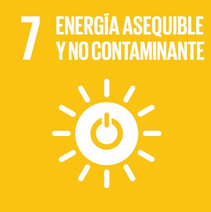 7 ENERGÍA ASEQUIBLE
Y NO CONTAMINANTE